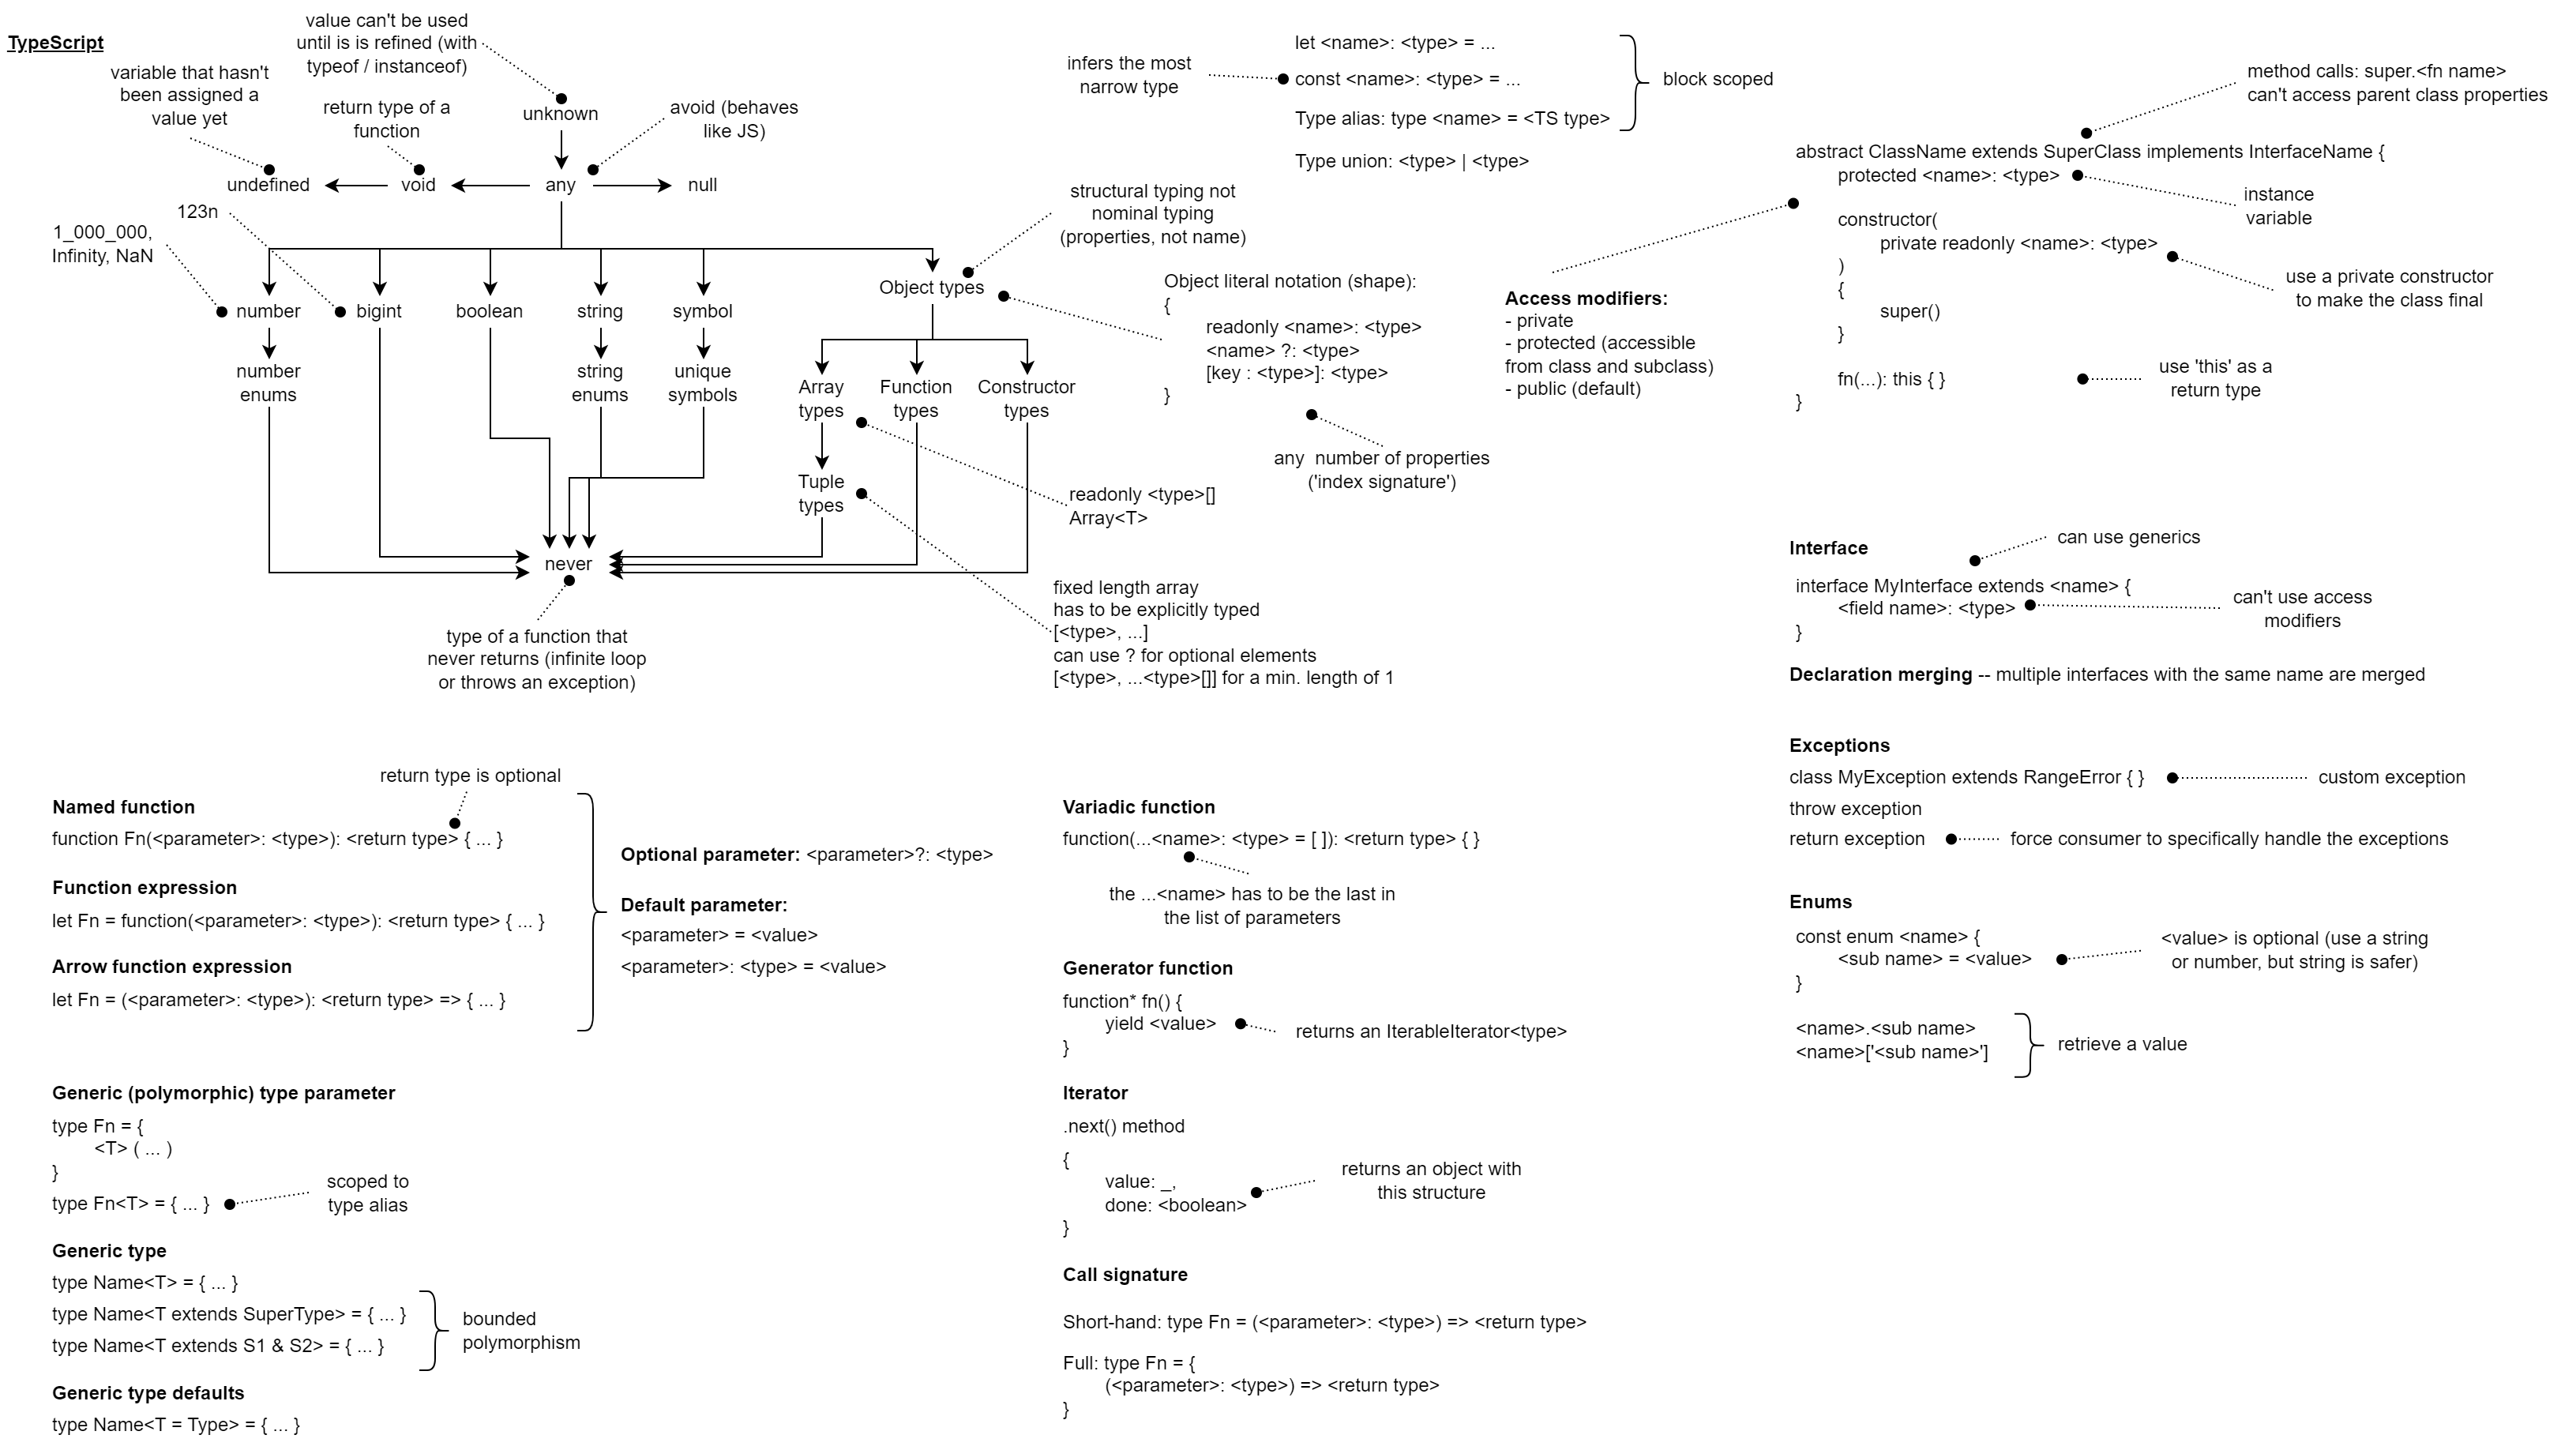 TypeScript
value can't be used
until is is refined (with
typeof / instanceof)
variable that hasn't
been assigned a
value yet
return type of a
function
unknown
avoid (behaves
like JS)
undefined
void
any
null
1_000_000,
Infinity, NaN
123n
number
bigint
boolean
string
symbol
Object types
number
enums
string
enums
unique
symbols
Array
types
Function
types
Constructor
types
Tuple
types
never
type of a function that
never returns (infinite loop
or throws an exception)
structural typing not
nominal typing
(properties, not name)
Object literal notation (shape):
{
readonly <name>: <type>
<name> ?: <type>
[key : <type>]: <type>
}
any  number of properties
('index signature')
readonly <type>[]
Array<T>
fixed length array
has to be explicitly typed
[<type>, ...]
can use ? for optional elements
[<type>, ...<type>[]] for a min. length of 1
infers the most
narrow type
let <name>: <type> = ...
const <name>: <type> = ...
Type alias: type <name> = <TS type>
block scoped
Type union: <type> | <type>
Access modifiers:
- private
- protected (accessible
from class and subclass)
- public (default)
method calls: super.<fn name>
can't access parent class properties
abstract ClassName extends SuperClass implements InterfaceName {
protected <name>: <type>
instance
variable
constructor(
private readonly <name>: <type>
)
{
super()
}
use a private constructor
to make the class final
fn(...): this { }
}
use 'this' as a
return type
Interface
can use generics
interface MyInterface extends <name> {
<field name>: <type>
}
can't use access
modifiers
Declaration merging -- multiple interfaces with the same name are merged
Exceptions
class MyException extends RangeError { }
custom exception
throw exception
return exception
force consumer to specifically handle the exceptions
Enums
const enum <name> {
<sub name> = <value>
}
<value> is optional (use a string
or number, but string is safer)
<name>.<sub name>
<name>['<sub name>']
retrieve a value
return type is optional
Named function
function Fn(<parameter>: <type>): <return type> { ... }
Function expression
let Fn = function(<parameter>: <type>): <return type> { ... }
Arrow function expression
let Fn = (<parameter>: <type>): <return type> => { ... }
Optional parameter: <parameter>?: <type>
Default parameter:
<parameter> = <value>
<parameter>: <type> = <value>
Generic (polymorphic) type parameter
type Fn = {
<T> ( ... )
}
type Fn<T> = { ... }
scoped to
type alias
Generic type
type Name<T> = { ... }
type Name<T extends SuperType> = { ... }
type Name<T extends S1 & S2> = { ... }
bounded
polymorphism
Generic type defaults
type Name<T = Type> = { ... }
Variadic function
function(...<name>: <type> = [ ]): <return type> { }
the ...<name> has to be the last in
the list of parameters
Generator function
function* fn() {
yield <value>
}
returns an IterableIterator<type>
Iterator
.next() method
{
value: _,
done: <boolean>
}
returns an object with
this structure
Call signature
Short-hand: type Fn = (<parameter>: <type>) => <return type>
Full: type Fn = {
(<parameter>: <type>) => <return type>
}